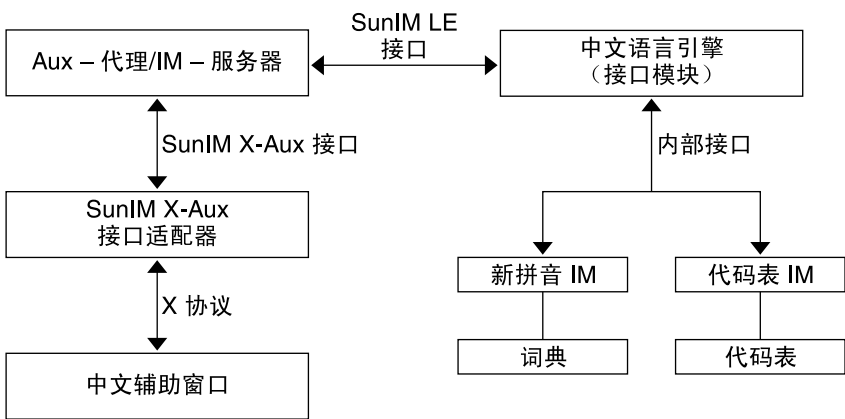 SunIM LE
接口
Aux – 代理/IM – 服务器
中文语言引擎
（接口模块）
SunIM X-Aux 接口
内部接口
SunIM X-Aux
接口适配器
新拼音 IM
代码表 IM
X 协议
词典
代码表
中文辅助窗口